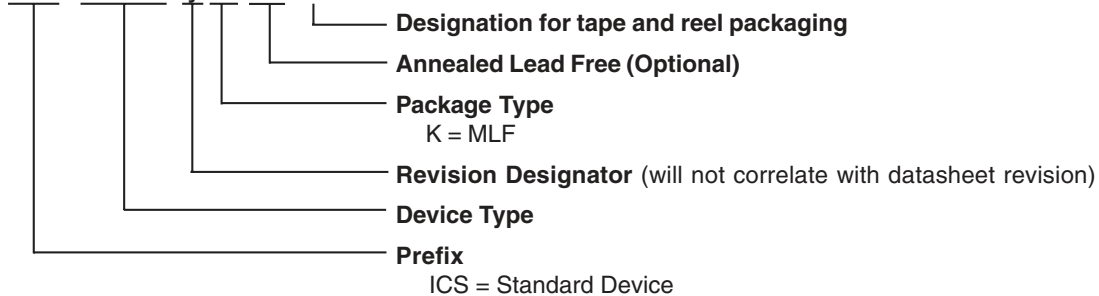 Designation for tape and reel packaging
Annealed Lead Free (Optional)
Package Type
K = MLF
Revision Designator (will not correlate with datasheet revision)
Device Type
Prefix
ICS = Standard Device